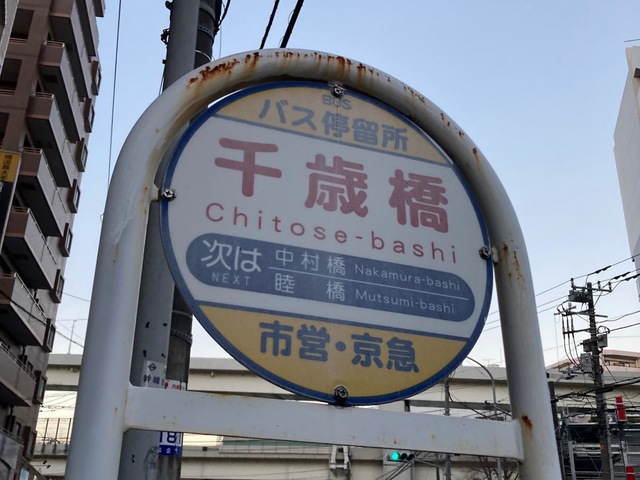 BUS
バス停留所
千歳橋
Chitose-bashi
次は
NEXT
中村橋 Nakamura-bashi
睦 橋 Mutsumi-bashi
市営・京急